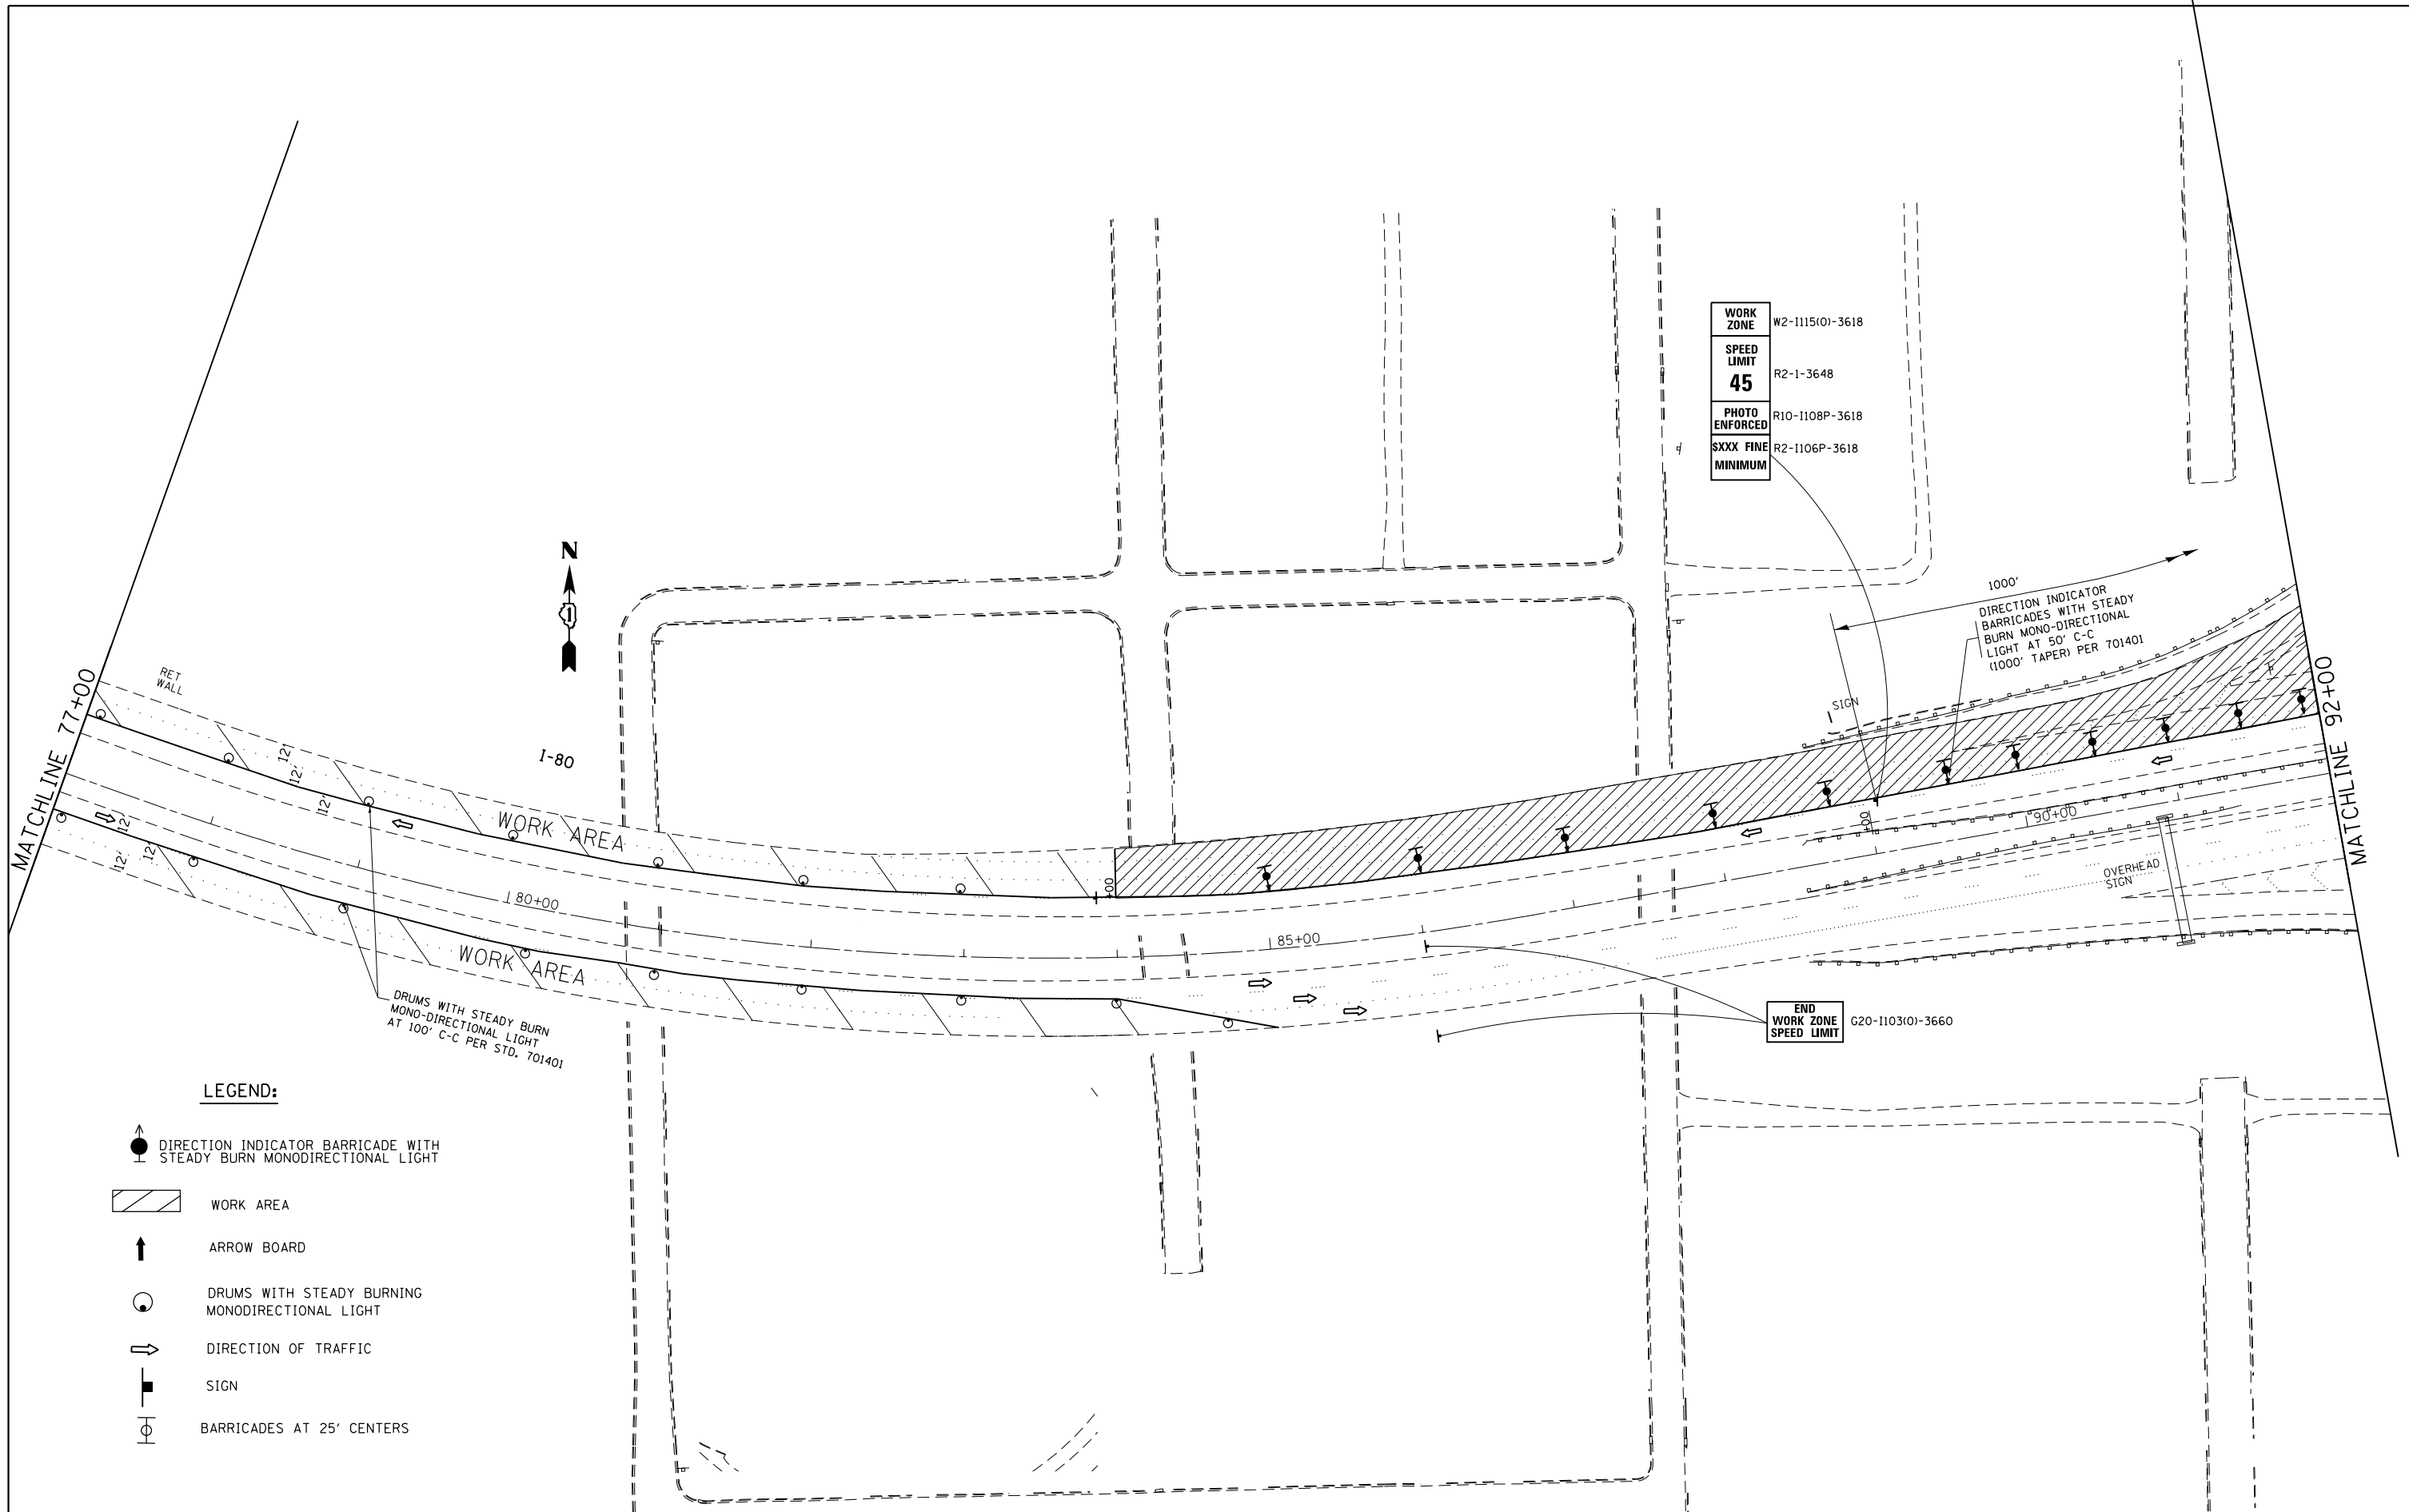 WORK
ZONE
W2-I115(O)-3618
SPEED
LIMIT
45
R2-1-3648
PHOTO
ENFORCED
R10-I108P-3618
$XXX FINE
MINIMUM
R2-I106P-3618
N
1
1000'
DIRECTION INDICATOR
BARRICADES WITH STEADY
BURN MONO-DIRECTIONAL
LIGHT AT 50' C-C
(1000' TAPER) PER 701401
SIGN
MATCHLINE 77+00
RET
WALL
I-80
12'
12'
12'
12'
12'
12'
WORK AREA
WORK AREA
80+00
+00
85+00
+00
90+00
MATCHLINE 92+00
OVERHEAD
SIGN
DRUMS WITH STEADY BURN
MONO-DIRECTIONAL LIGHT
AT 100' C-C PER STD. 701401
END
WORK ZONE
SPEED LIMIT
G20-I103(O)-3660
LEGEND:
DIRECTION INDICATOR BARRICADE WITH
STEADY BURN MONODIRECTIONAL LIGHT
WORK AREA
ARROW BOARD
DRUMS WITH STEADY BURNING
MONODIRECTIONAL LIGHT
DIRECTION OF TRAFFIC
SIGN
BARRICADES AT 25' CENTERS